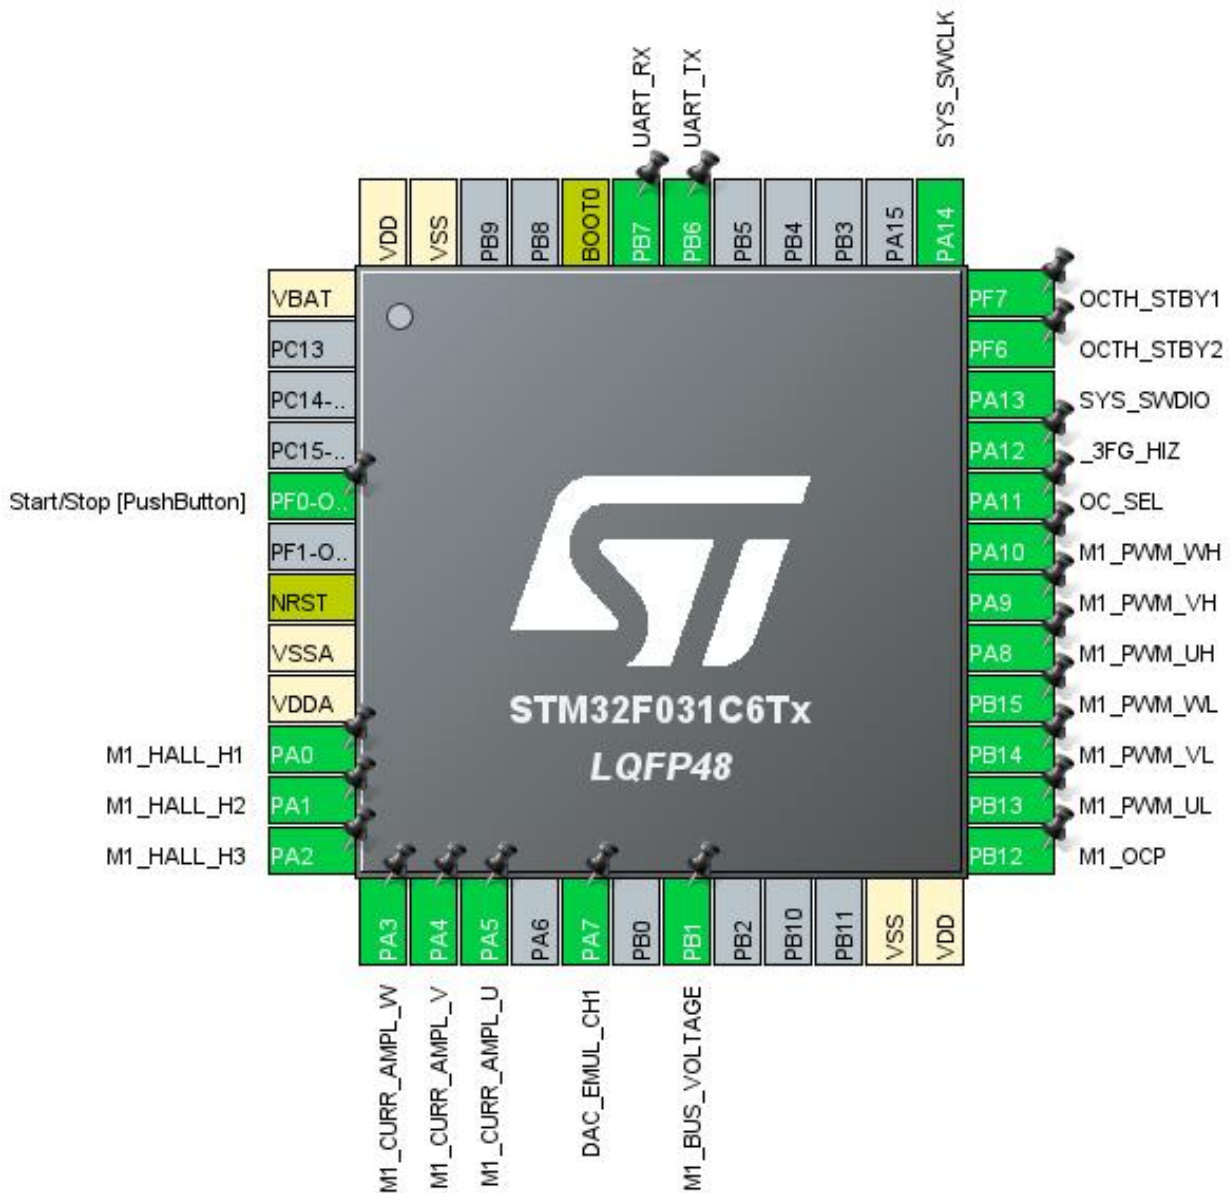 UART_RX
UART_TX
SYS_SWCLK
VDD
VSS
PB9
PB8
BOOT0
PB7
PB6
PB5
PB4
PB3
PA15
PA14
VBAT
PC13
PC14-..
PC15-..
Start/Stop [PushButton] PF0-O..
PF1-O..
NRST
VSSA
VDDA
M1_HALL_H1 PA0
M1_HALL_H2 PA1
M1_HALL_H3 PA2
STM32F031C6Tx
LQFP48
PF7 OCTH_STBY1
PF6 OCTH_STBY2
PA13 SYS_SWDIO
PA12 _3FG_HIZ
PA11 OC_SEL
PA10 M1_PWM_WH
PA9 M1_PWM_VH
PA8 M1_PWM_UH
PB15 M1_PWM_WL
PB14 M1_PWM_VL
PB13 M1_PWM_UL
PB12 M1_OCP
PA3
PA4
PA5
PA6
PA7
PB0
PB1
PB2
PB10
PB11
VSS
VDD
M1_CURR_AMPL_W
M1_CURR_AMPL_V
M1_CURR_AMPL_U
DAC_EMUL_CH1
M1_BUS_VOLTAGE